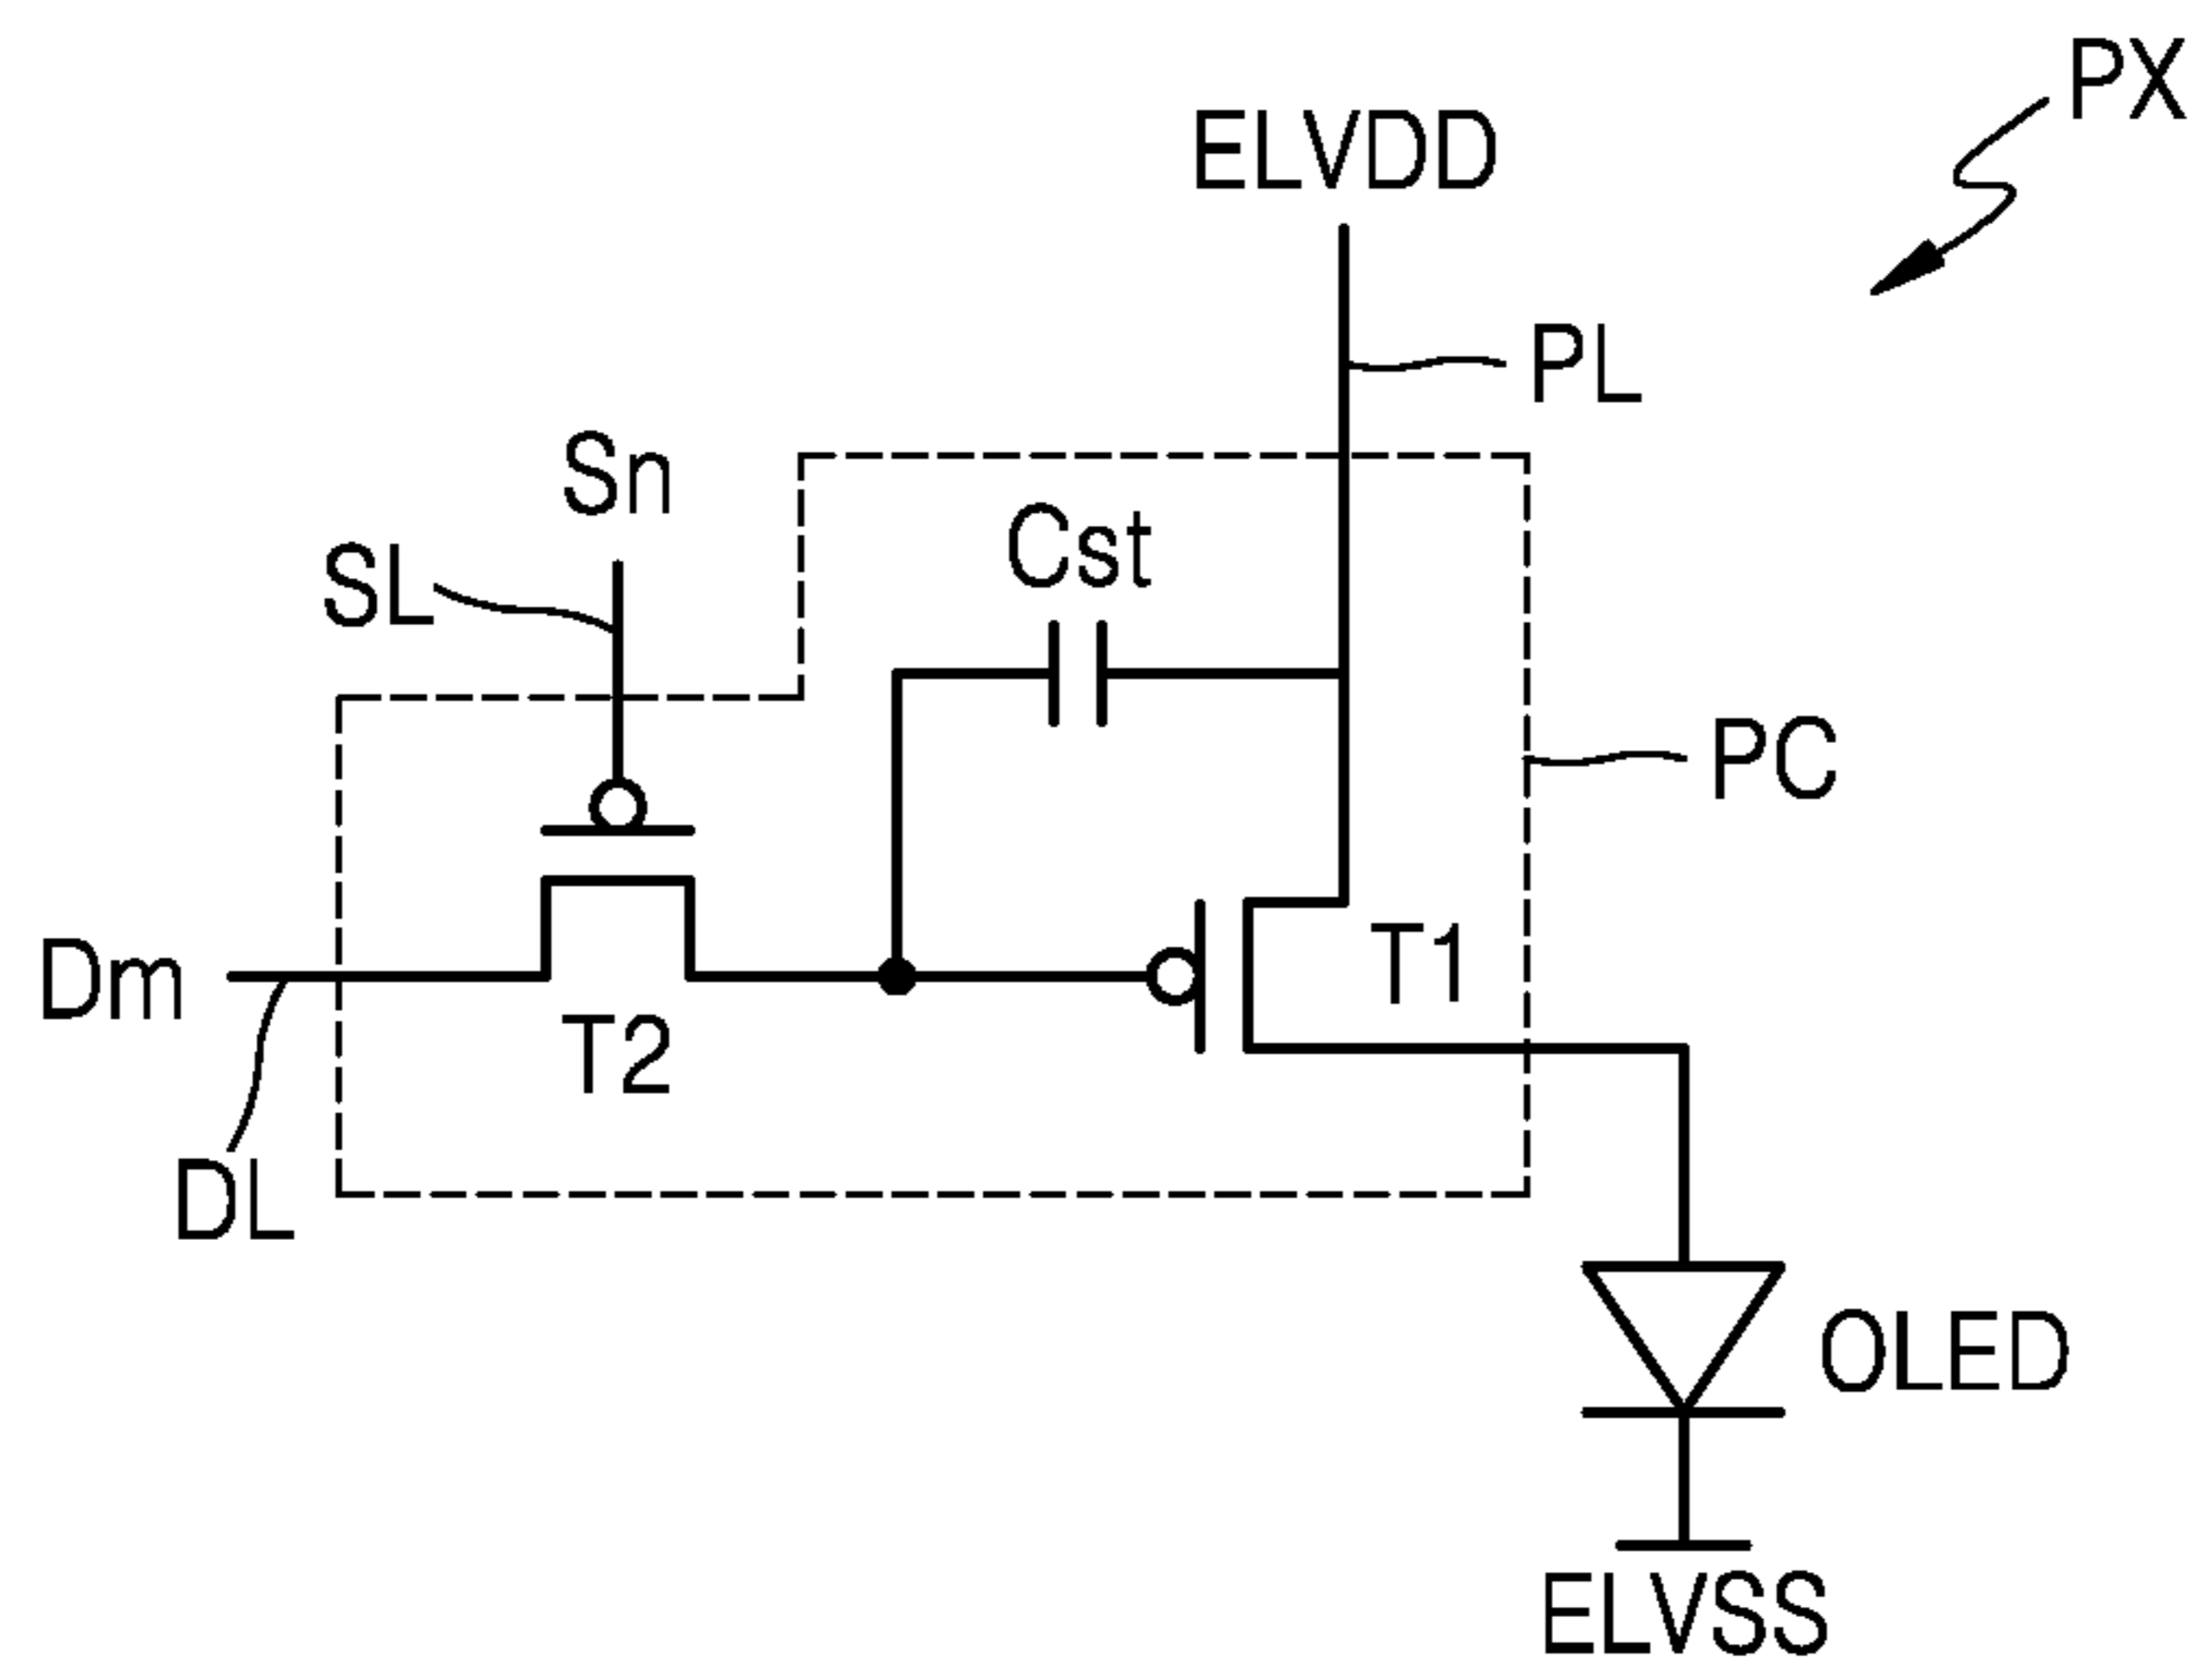 PX
ELVDD
PL
Sn
Cst
SL
PC
Dm
T1
T2
DL
OLED
ELVSS